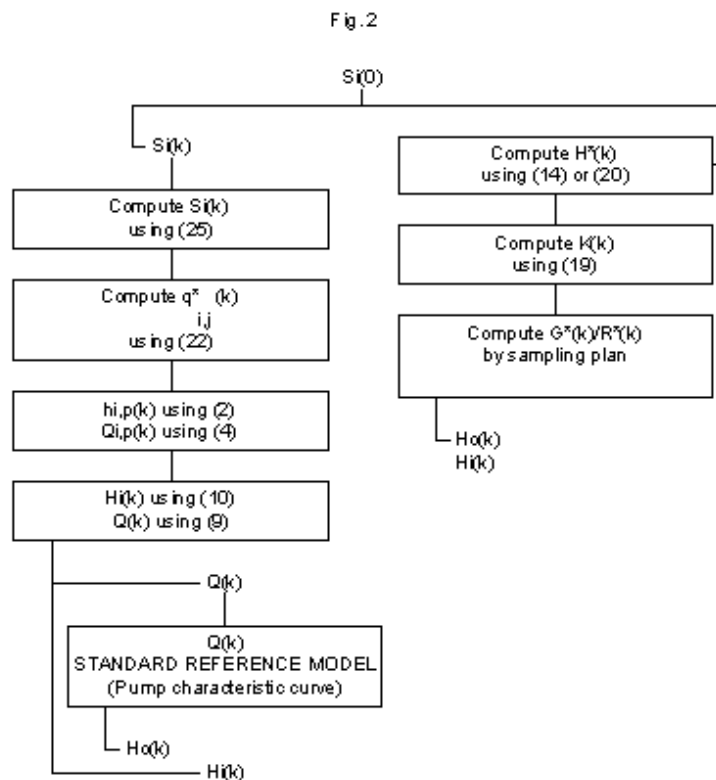 Fig.2
Si(0)
Si(k)
Compute Si(k)
using (25)
Compute q* (k)
i,j
using (22)
hi,p(k) using (2)
Qi,p(k) using (4)
Hi(k) using (10)
Q(k) using (9)
Q(k)
Q(k)
STANDARD REFERENCE MODEL
(Pump characteristic curve)
Ho(k)
Hi(k)
Compute H*(k)
using (14) or (20)
Compute K(k)
using (19)
Compute G*(k)/R*(k)
by sampling plan
Ho(k)
Hi(k)